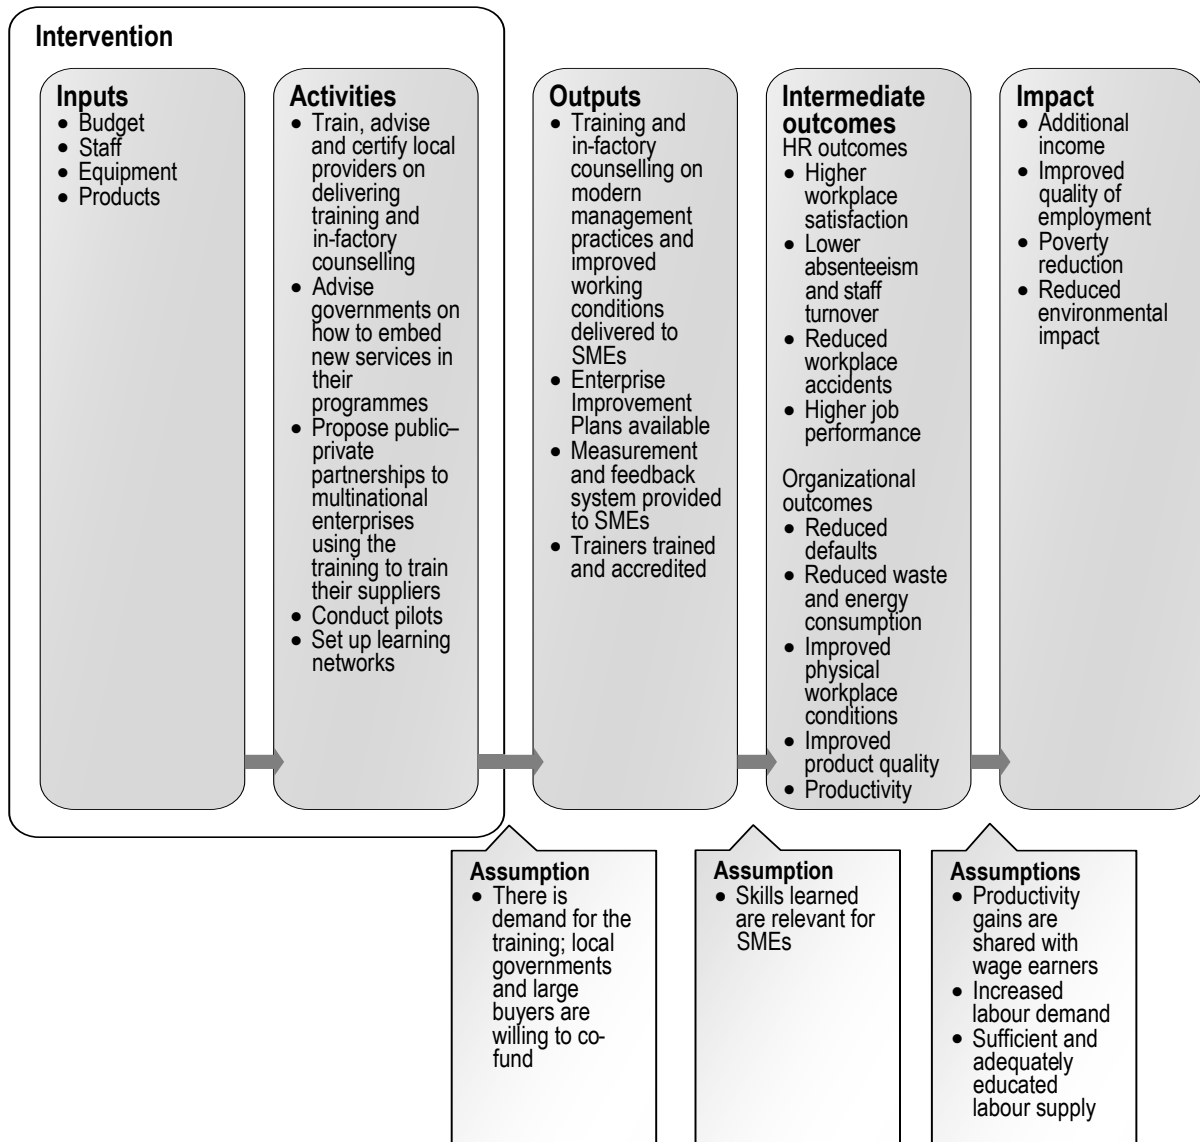 Intervention
Inputs
• Budget
• Staff
• Equipment
• Products
Activities
• Train, advise
and certify local
providers on
delivering
training and
in-factory
counselling
• Advise
governments on
how to embed
new services in
their
programmes
• Propose public–
private
partnerships to
multinational
enterprises
using the
training to train
their suppliers
• Conduct pilots
• Set up learning
networks
Outputs
• Training and
in-factory
counselling on
modern
management
practices and
improved
working
conditions
delivered to
SMEs
• Enterprise
Improvement
Plans available
• Measurement
and feedback
system provided
to SMEs
• Trainers trained
and accredited
Intermediate
outcomes
HR outcomes
• Higher
workplace
satisfaction
• Lower
absenteeism
and staff
turnover
• Reduced
workplace
accidents
• Higher job
performance
Organizational
outcomes
• Reduced
defaults
• Reduced waste
and energy
consumption
• Improved
physical
workplace
conditions
• Improved
product quality
• Productivity
Impact
• Additional
income
• Improved
quality of
employment
• Poverty
reduction
• Reduced
environmental
impact
Assumption
• There is
demand for the
training; local
governments
and large
buyers are
willing to co-
fund
Assumption
• Skills learned
are relevant for
SMEs
Assumptions
• Productivity
gains are
shared with
wage earners
• Increased
labour demand
• Sufficient and
adequately
educated
labour supply